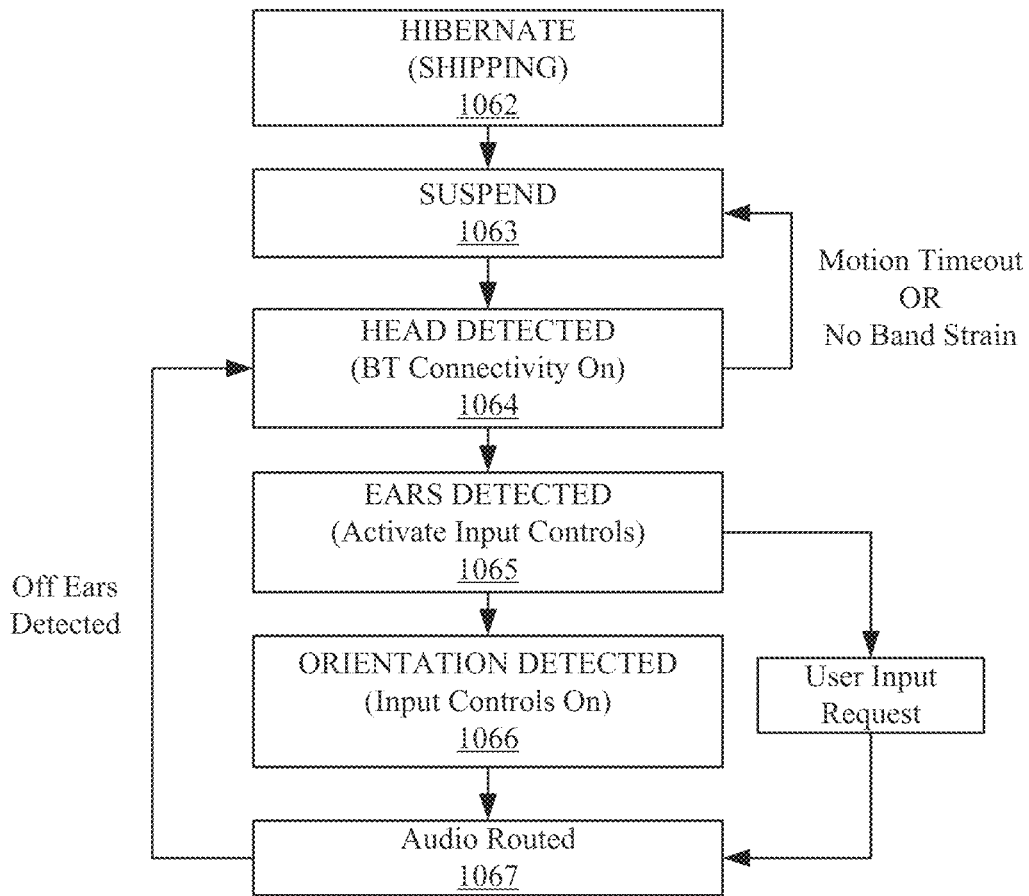 HIBERNATE
(SHIPPING)
1062
SUSPEND
1063
Motion Timeout
OR
No Band Strain
HEAD DETECTED
(BT Connectivity On)
1064
EARS DETECTED
(Activate Input Controls)
1065
Off Ears
Detected
ORIENTATION DETECTED
(Input Controls On)
1066
User Input
Request
Audio Routed
1067